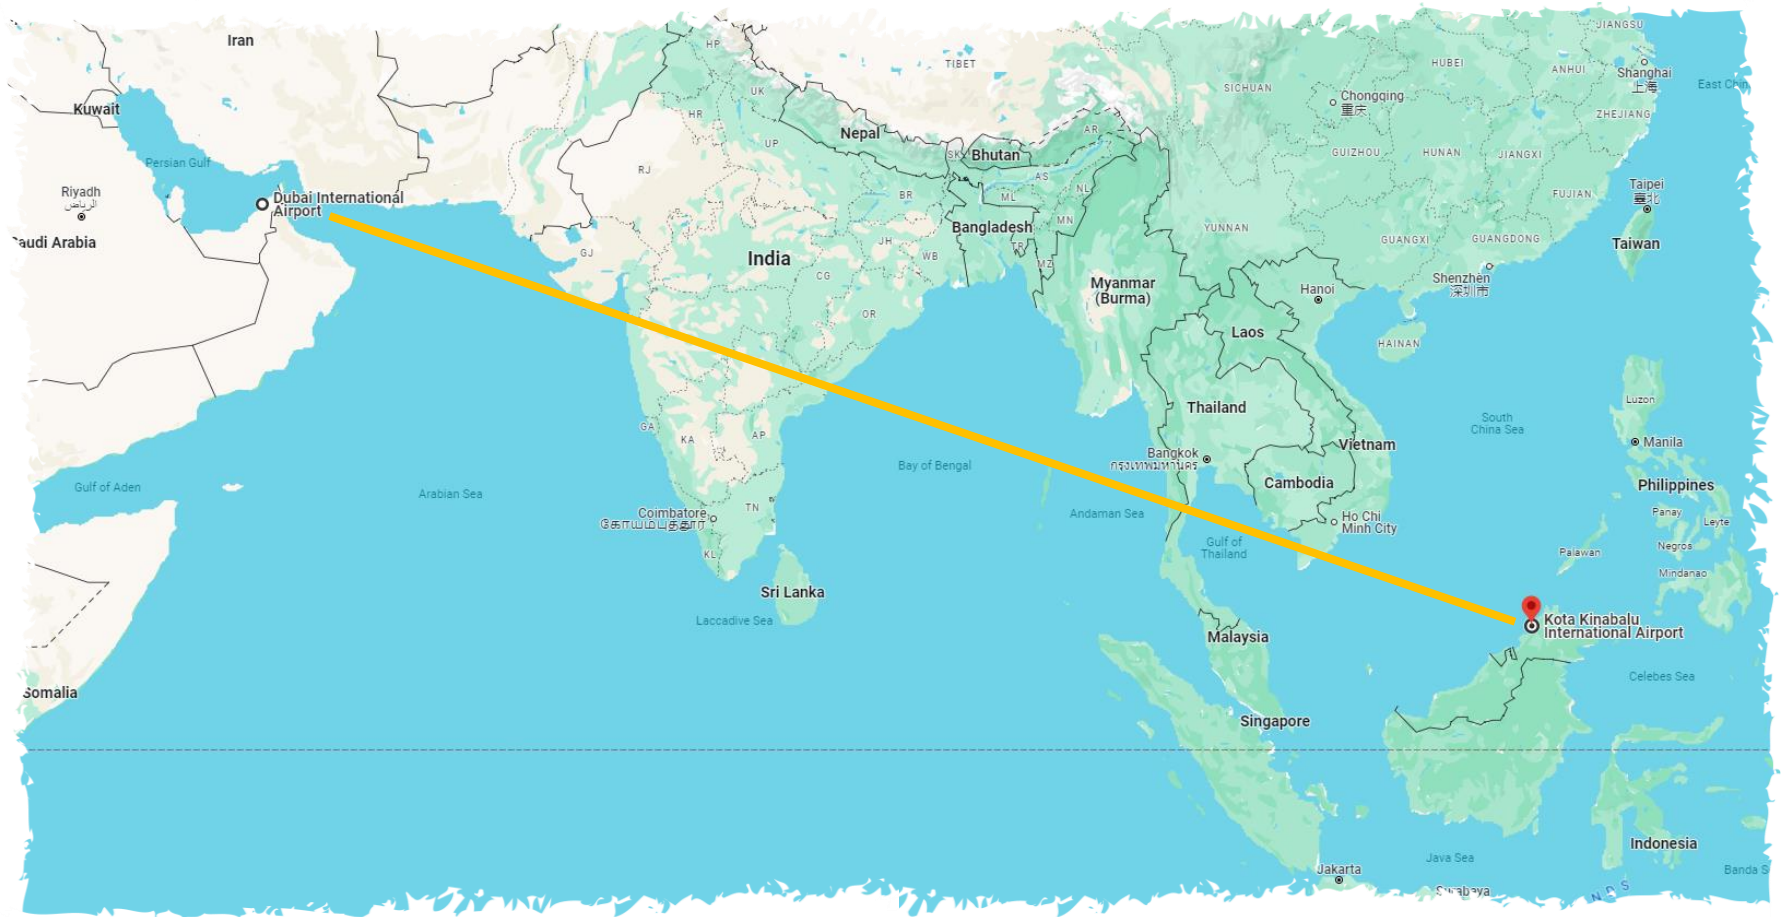 Iran
HP
TIBET
JIANGSU
HUBEI
ANHUI
Shanghai
上海
East Chin
UK
SICHUAN
Chongqing
重庆
Kuwait
HR
ZHEJIANG
Nepal
AR
UP
SK
Bhutan
GUIZHOU
HUNAN
JIANGXI
Persian Gulf
RJ
AS
NL
Riyadh
الرياض
BR
ML
FUJIAN
Taipei
臺北
Dubai International
Airport
Bangladesh
MN
YUNNAN
GUANGXI
GUANGDONG
Taiwan
Saudi Arabia
GJ
India
JH
WB
TR
MZ
CG
Myanmar
(Burma)
Hanoi
Shenzhen
深圳市
OR
Laos
HAINAN
Thailand
Luzon
GA
KA
AP
South
China Sea
Vietnam
Manila
Bangkok
กรุงเทพมหานคร
Bay of Bengal
Cambodia
Philippines
Gulf of Aden
Arabian Sea
Coimbatore
கோயம்புத்தூர்
TN
Andaman Sea
Ho Chi
Minh City
Panay
Leyte
KL
Gulf of
Thailand
Palawan
Negros
Mindanao
Sri Lanka
Laccadive Sea
Malaysia
Kota Kinabalu
International Airport
Celebes Sea
Somalia
Singapore
Indonesia
Java Sea
Jakarta
Banda S
Surabaya
N D S